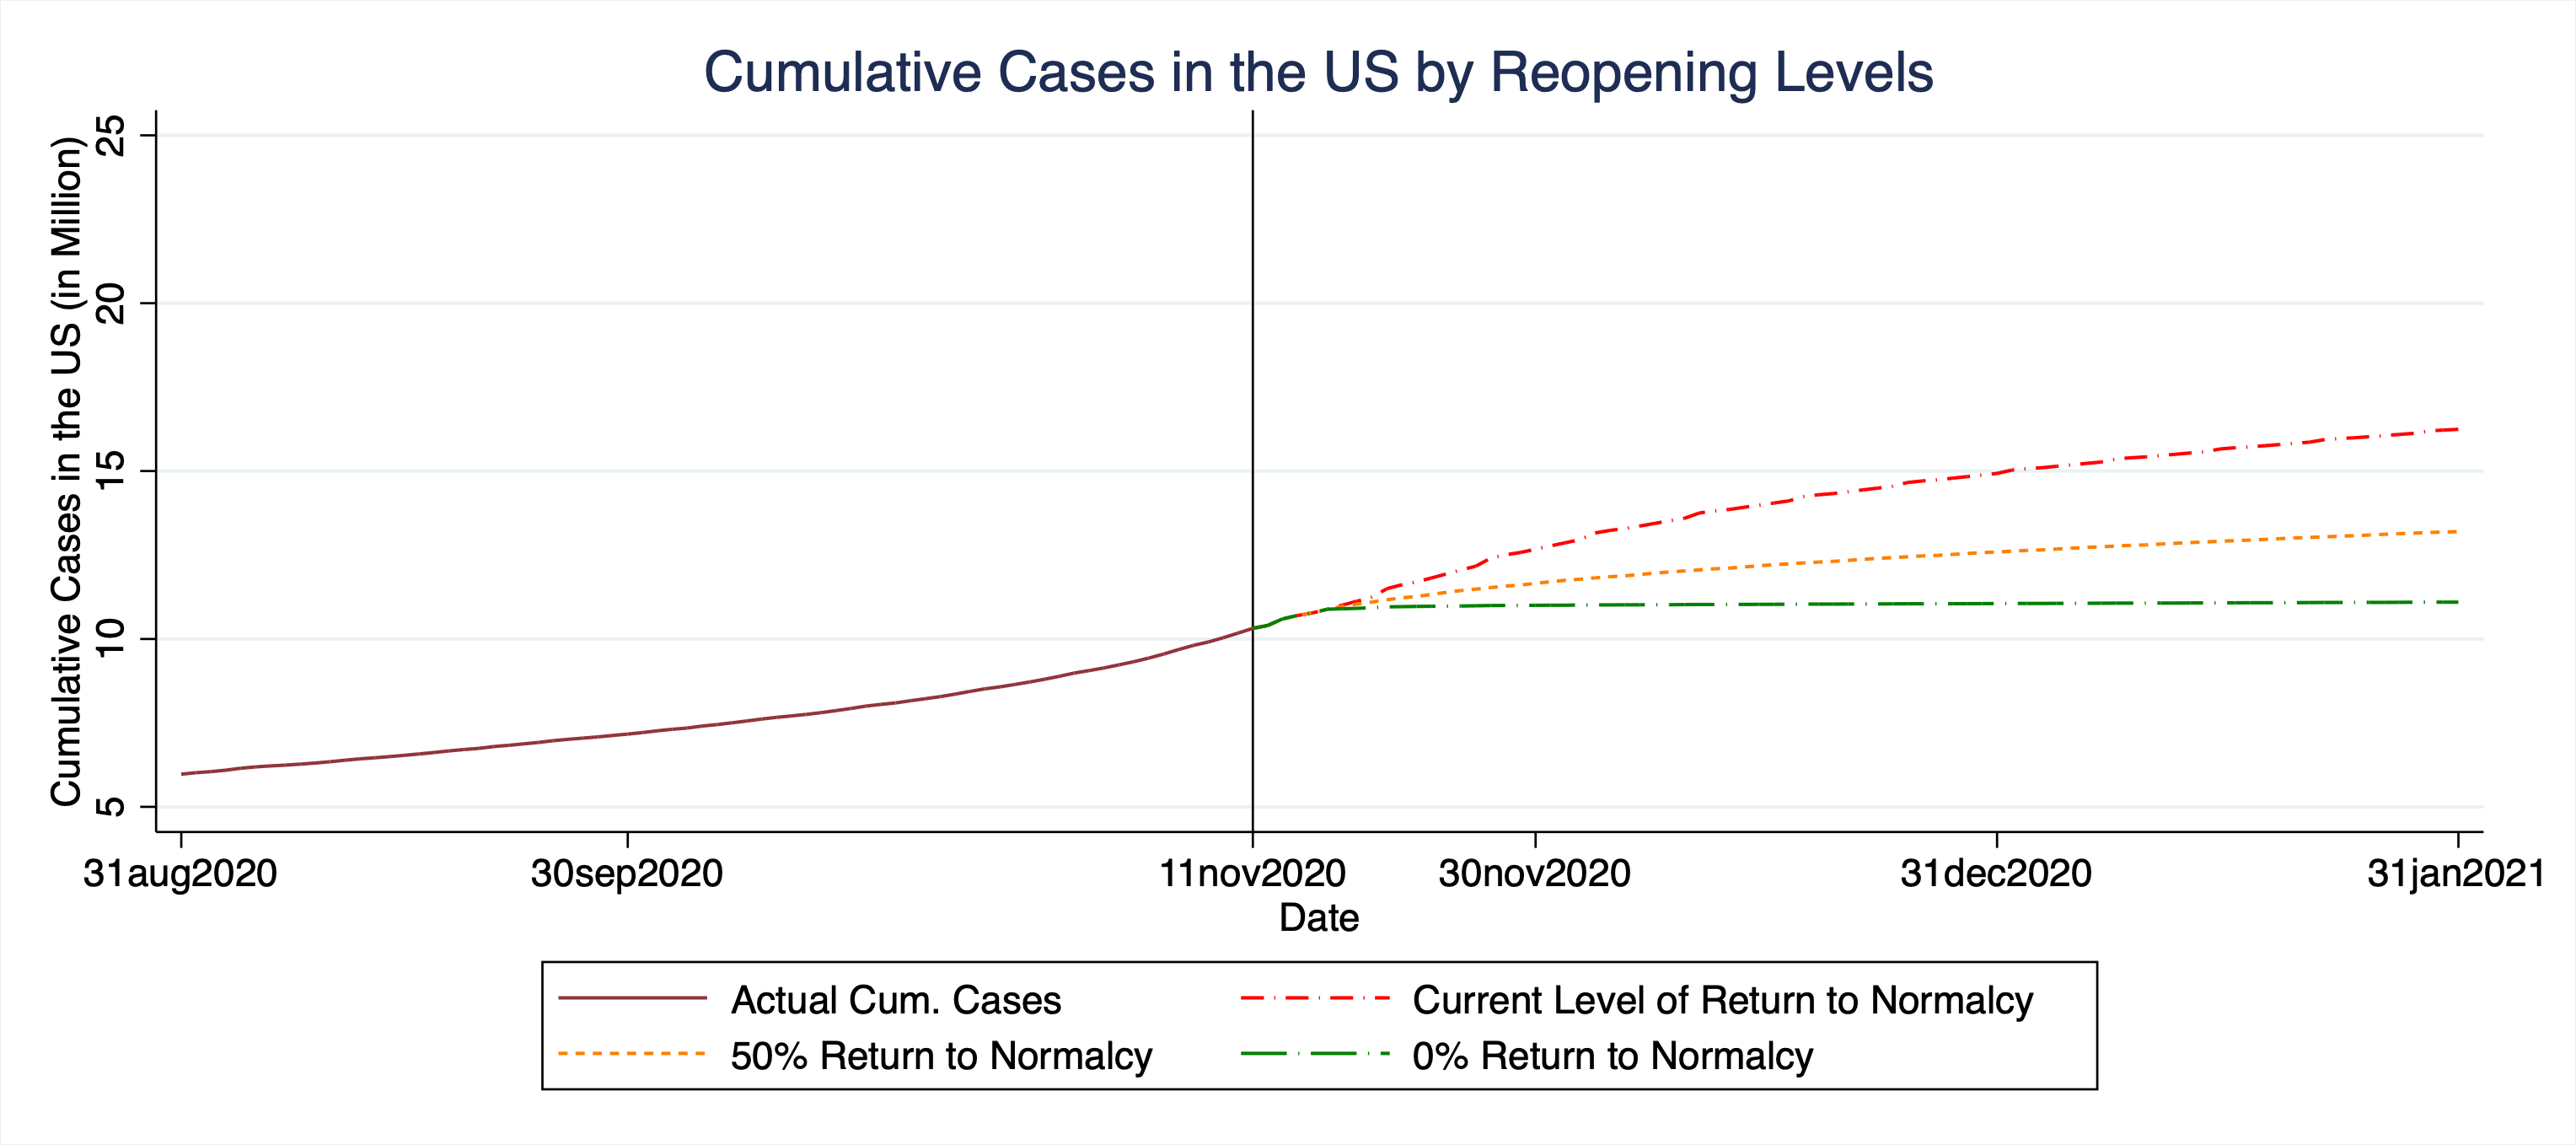 Cumulative Cases in the US by Reopening Levels
Cumulative Cases in the US (in Million)
25
20
15
10
5
31aug2020 30sep2020 11nov2020 30nov2020 31dec2020 31jan2021
Date
Actual Cum. Cases Current Level of Return to Normalcy
50% Return to Normalcy 0% Return to Normalcy